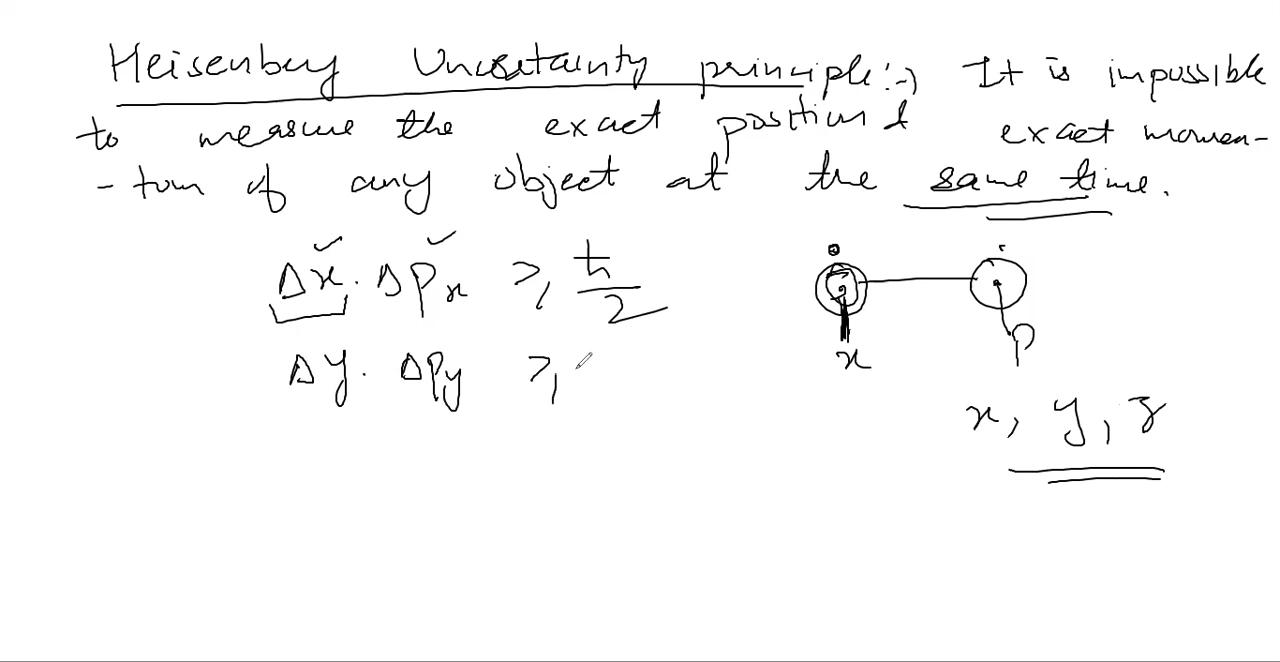 Heisenberg Uncertainty principle:→ It is impossible
to measure the exact position & exact momen-
-tum of any object at the same time.
Δx . Δpx ≥ ħ/2
Δy . Δpy ≥
x
p
x, y, z